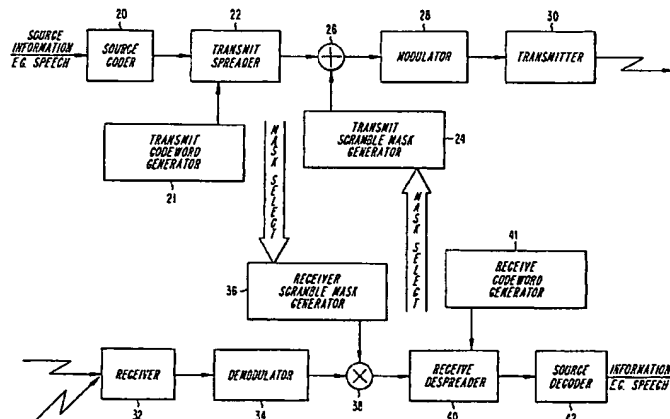 20
22
26
28
30
SOURCE
INFORMATION
EG. SPEECH
SOURCE
CODER
TRANSMIT
SPREADER
MODULATOR
TRANSMITTER
TRANSMIT
CODEWORD
GENERATOR
21
MASK SELECT
TRANSMIT
SCRAMBLE MASK
GENERATOR
24
MASK SELECT
41
RECEIVE
CODEWORD
GENERATOR
36
RECEIVER
SCRAMBLE MASK
GENERATOR
RECEIVER
32
DEMODULATOR
34
38
RECEIVE
DESPREADER
40
SOURCE
DECODER
42
INFORMATION
EG. SPEECH